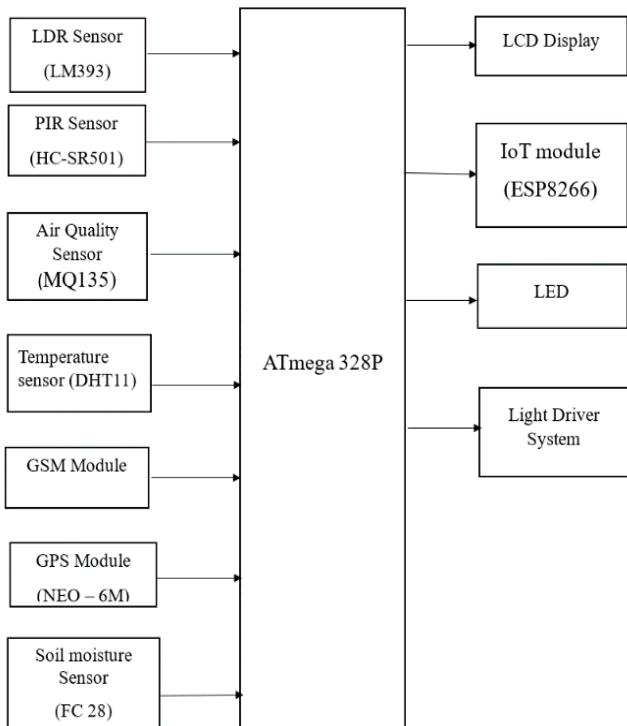 LDR Sensor
(LM393)
PIR Sensor
(HC-SR501)
Air Quality
Sensor
(MQ135)
Temperature
sensor (DHT11)
GSM Module
GPS Module
(NEO – 6M)
Soil moisture
Sensor
(FC 28)
ATmega 328P
LCD Display
IoT module
(ESP8266)
LED
Light Driver
System